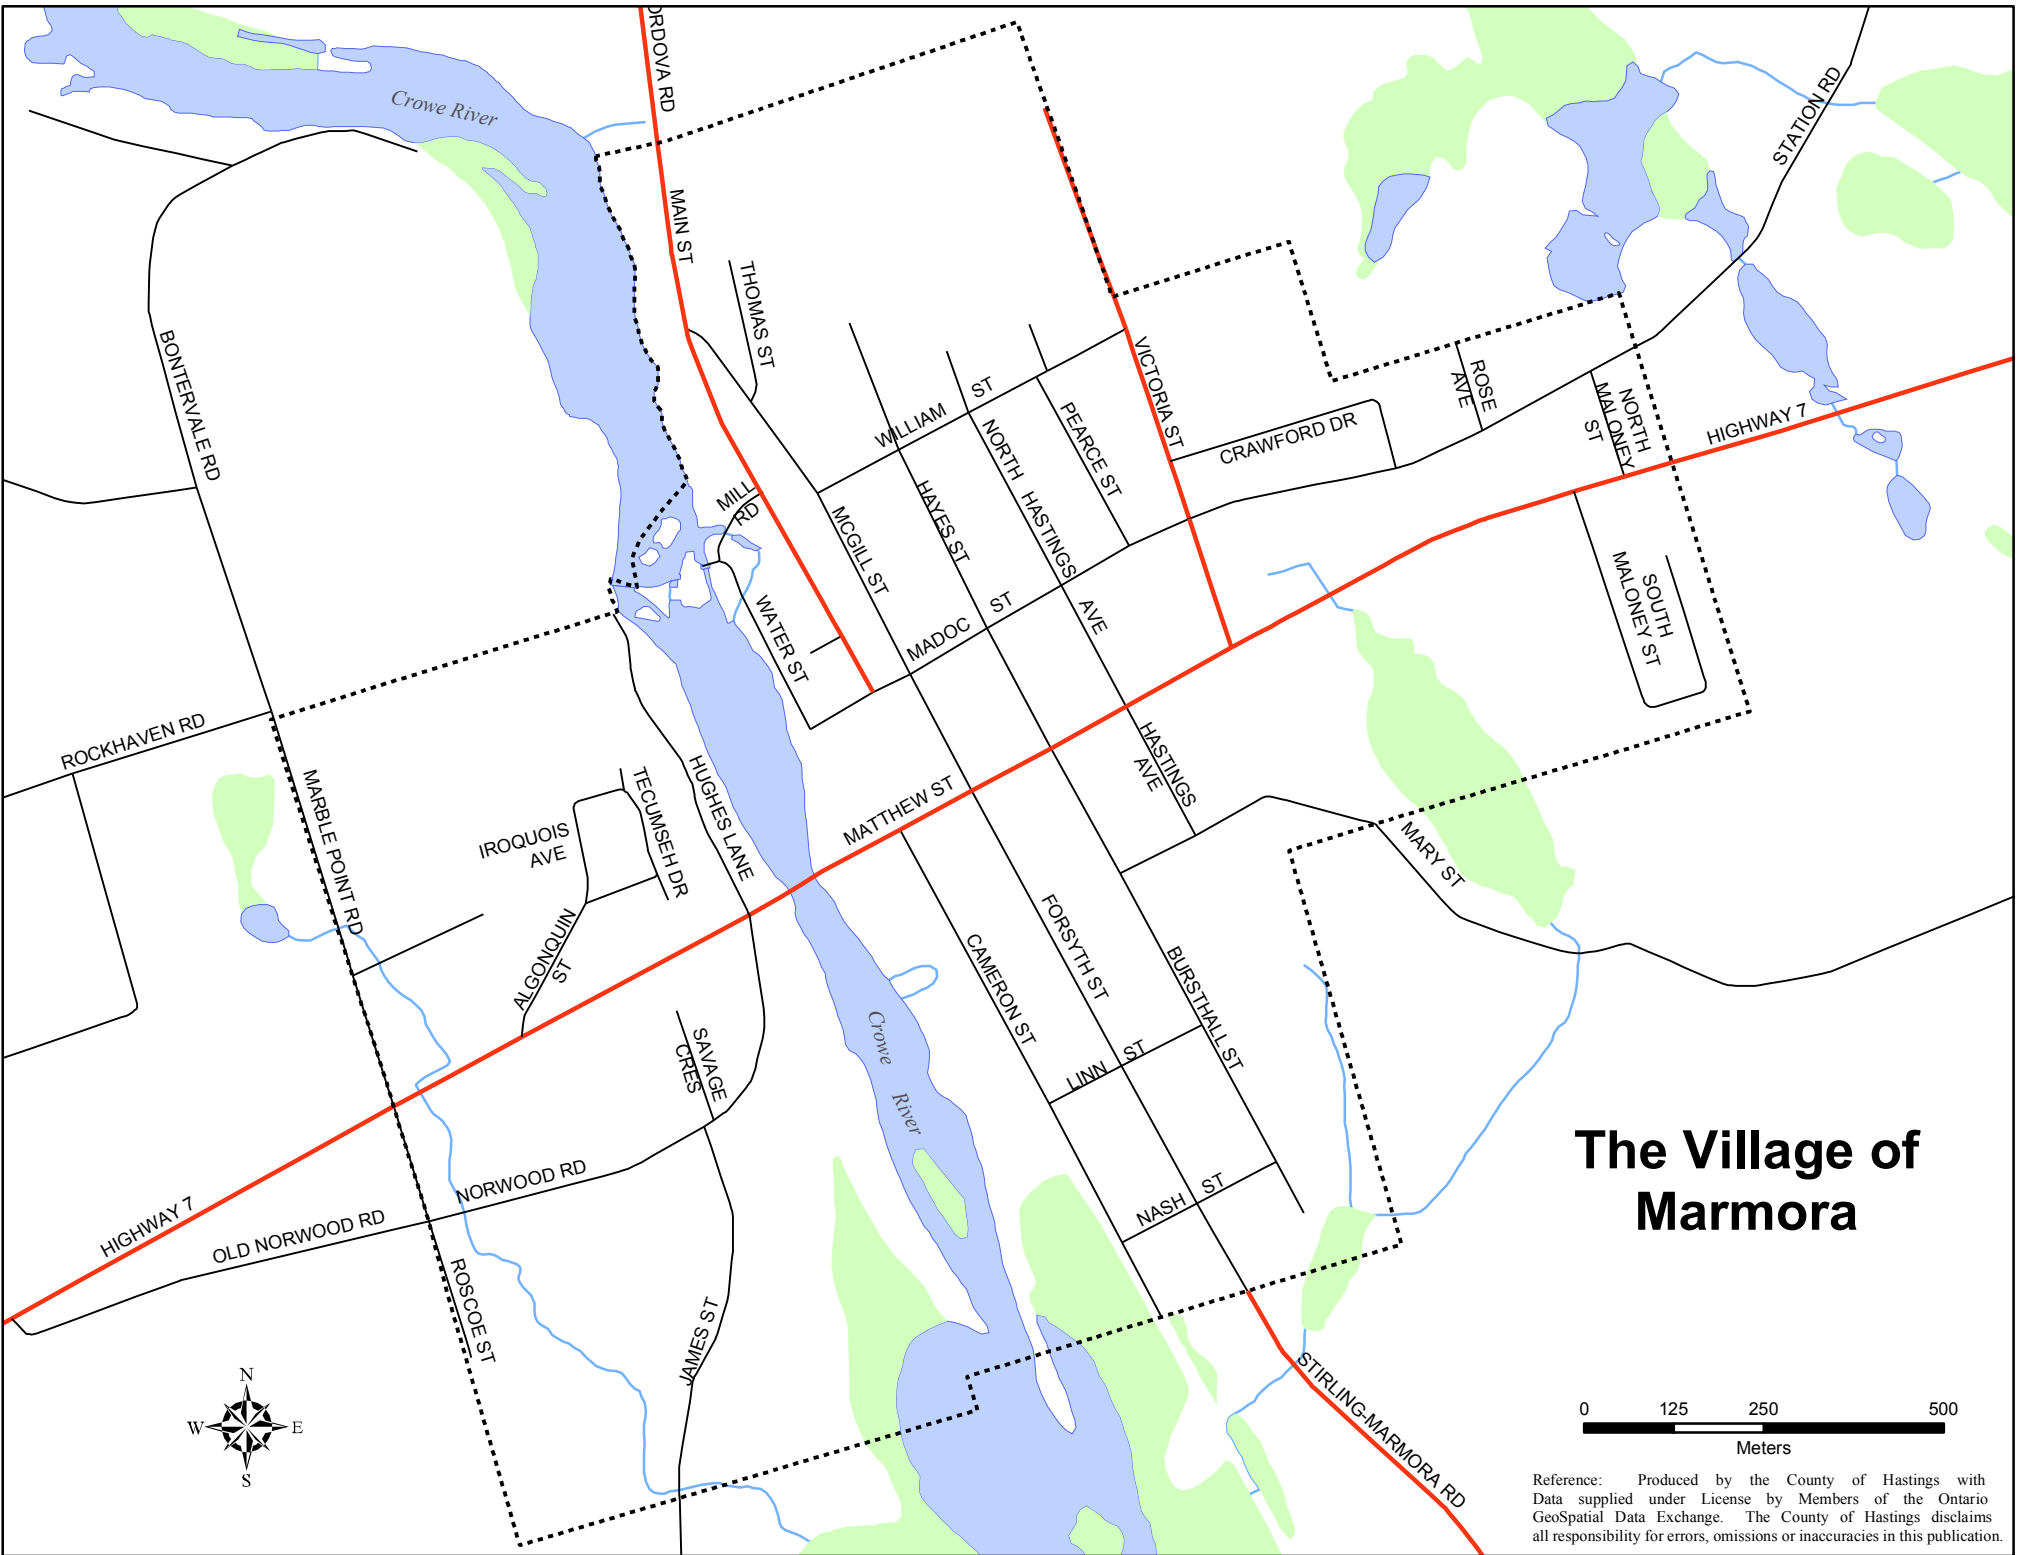 ORDOVA RD
Crowe River
STATION RD
MAIN ST
THOMAS ST
BONTERVALE RD
VICTORIA ST
WILLIAM ST
PEARCE ST
ROSE
AVE
NORTH
MALONEY
ST
HIGHWAY 7
CRAWFORD DR
NORTH HASTINGS AVE
HAYES ST
MCGILL ST
MILL
RD
WATER ST
MADOC ST
SOUTH
MALONEY ST
ROCKHAVEN RD
MARBLE POINT RD
HUGHES LANE
TECUMSEH DR
IROQUOIS
AVE
HASTINGS
AVE
MATTHEW ST
MARY ST
ALGONQUIN
ST
CAMERON ST
FORSYTH ST
BURSTHALL ST
SAVAGE
CRES
Crowe River
LINN ST
NASH ST
The Village of
Marmora
NORWOOD RD
HIGHWAY 7
OLD NORWOOD RD
ROSCOE ST
JAMES ST
STIRLING-MARMORA RD
N
W E
S
0 125 250 500
Meters
Reference: Produced by the County of Hastings with
Data supplied under License by Members of the Ontario
GeoSpatial Data Exchange. The County of Hastings disclaims
all responsibility for errors, omissions or inaccuracies in this publication.